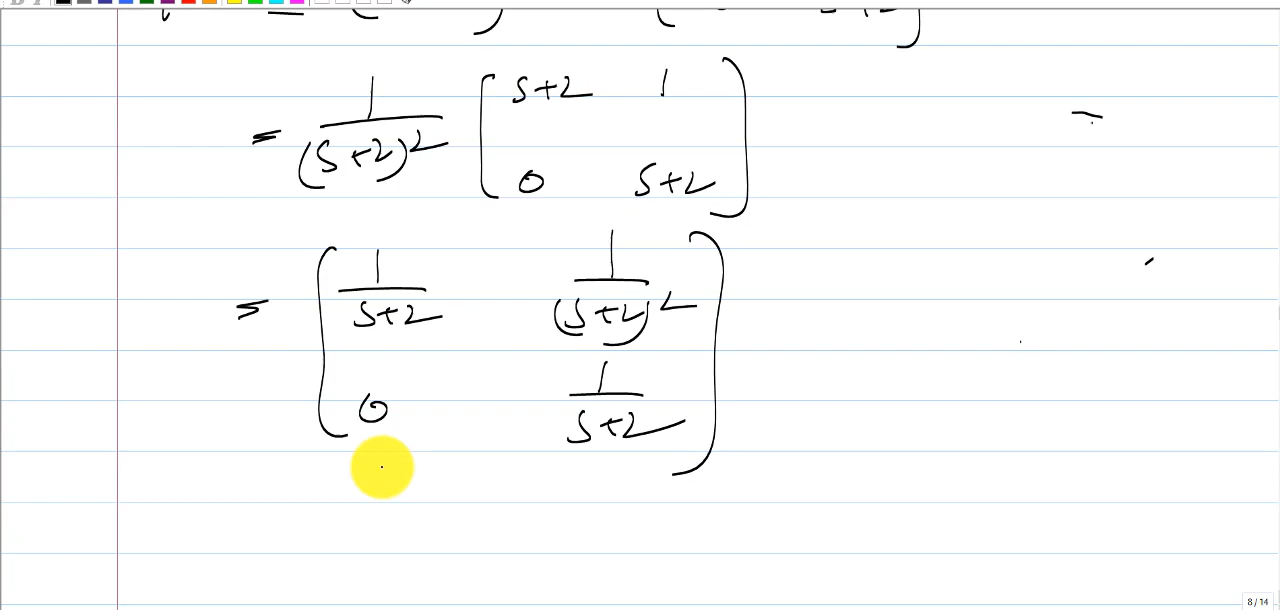 = 1/(s+2)² [ s+2 1
0 s+2 ]
= [ 1/(s+2) 1/(s+2)²
0 1/(s+2) ]
8 / 14